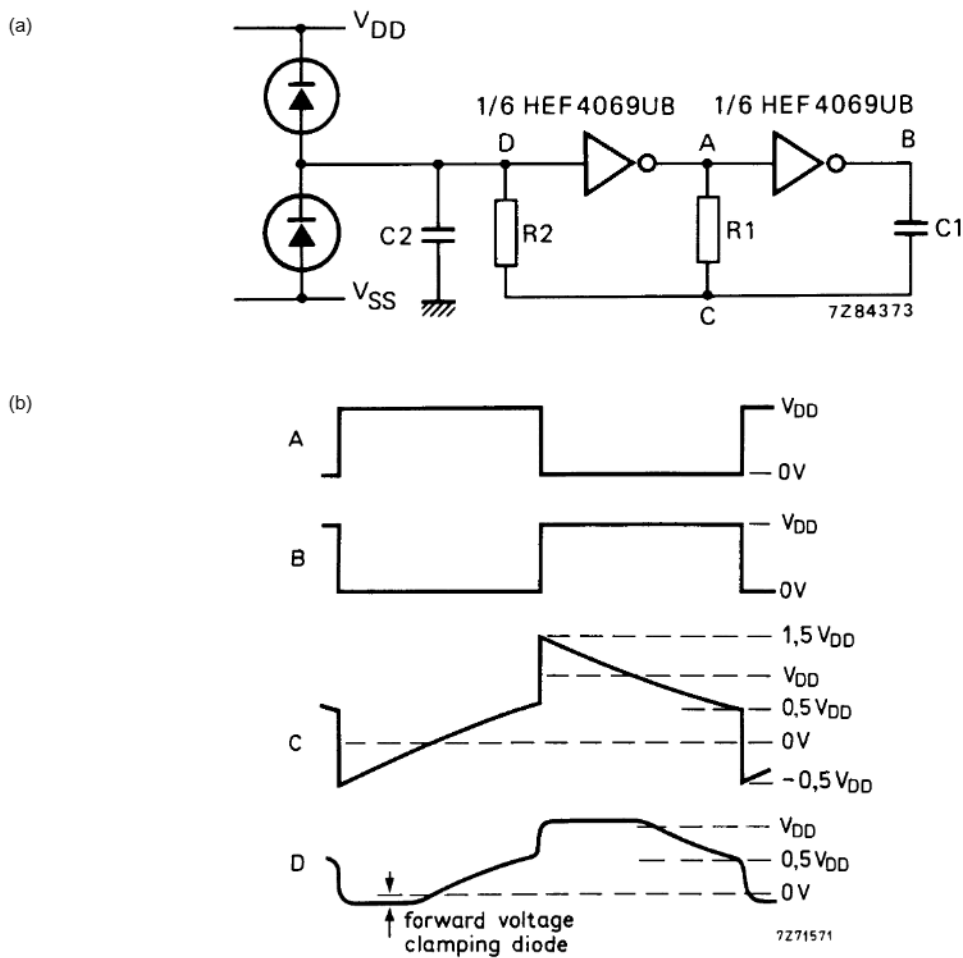 (a)
VDD
1/6 HEF4069UB 1/6 HEF4069UB
D A B
C2 R2 R1 C1
VSS
C
7Z84373
(b)
A
VDD
0V
B
VDD
0V
C
1,5 VDD
VDD
0,5 VDD
0V
-0,5 VDD
D
VDD
0,5 VDD
0V
forward voltage
clamping diode
7Z71571